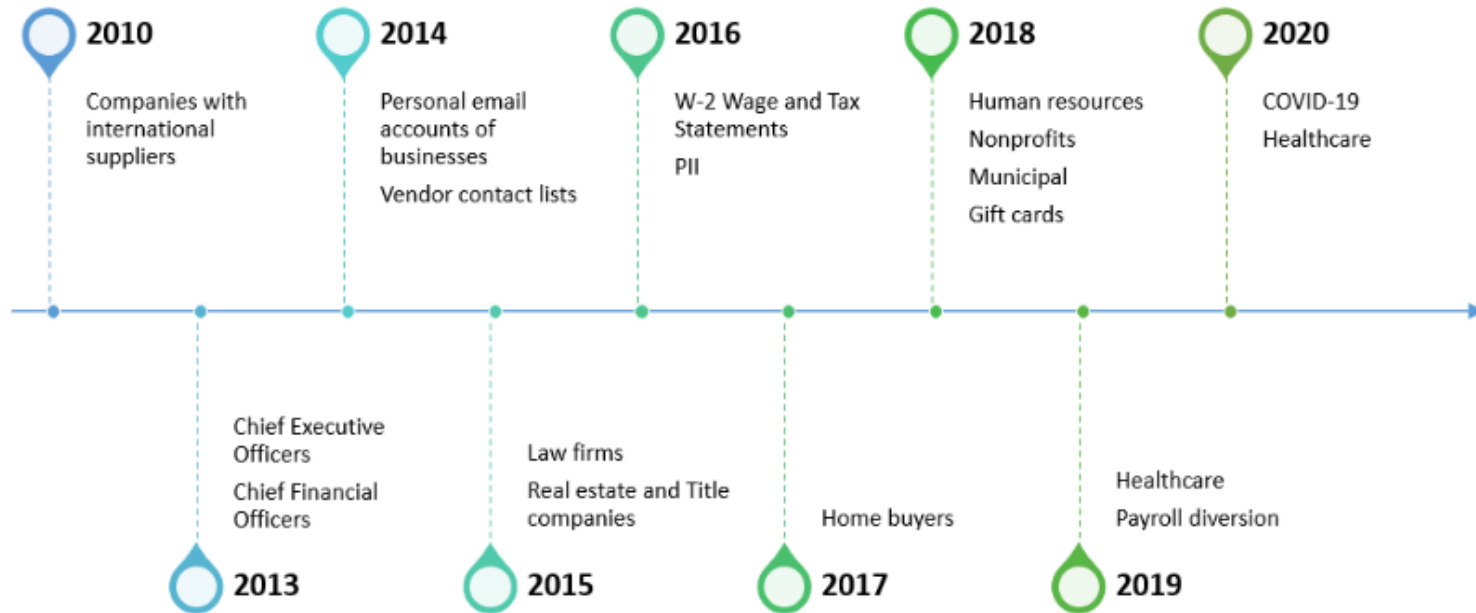 2010
Companies with
international
suppliers
2014
Personal email
accounts of
businesses
Vendor contact lists
2016
W-2 Wage and Tax
Statements
PII
2018
Human resources
Nonprofits
Municipal
Gift cards
2020
COVID-19
Healthcare
Chief Executive
Officers
Chief Financial
Officers
2013
Law firms
Real estate and Title
companies
2015
Home buyers
2017
Healthcare
Payroll diversion
2019